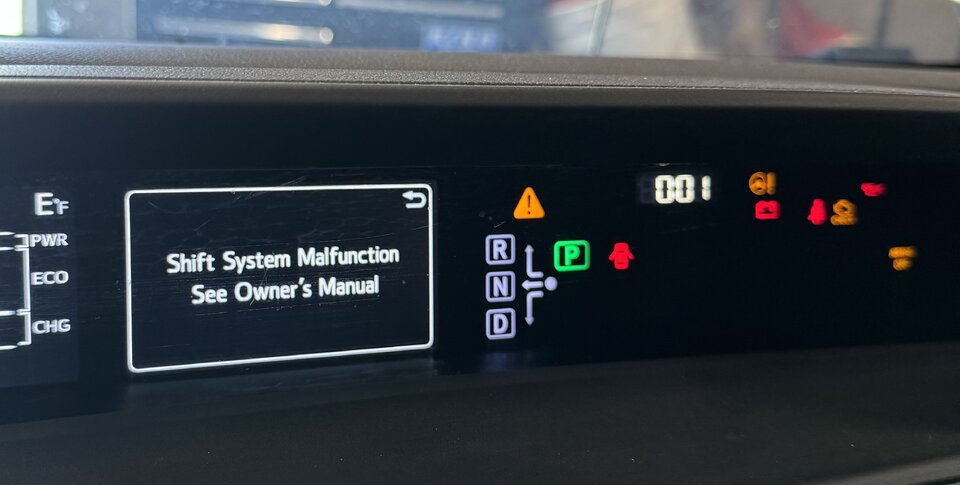 E°F
PWR
ECO
CHG
Shift System Malfunction
See Owner's Manual
R
N
D
P
001